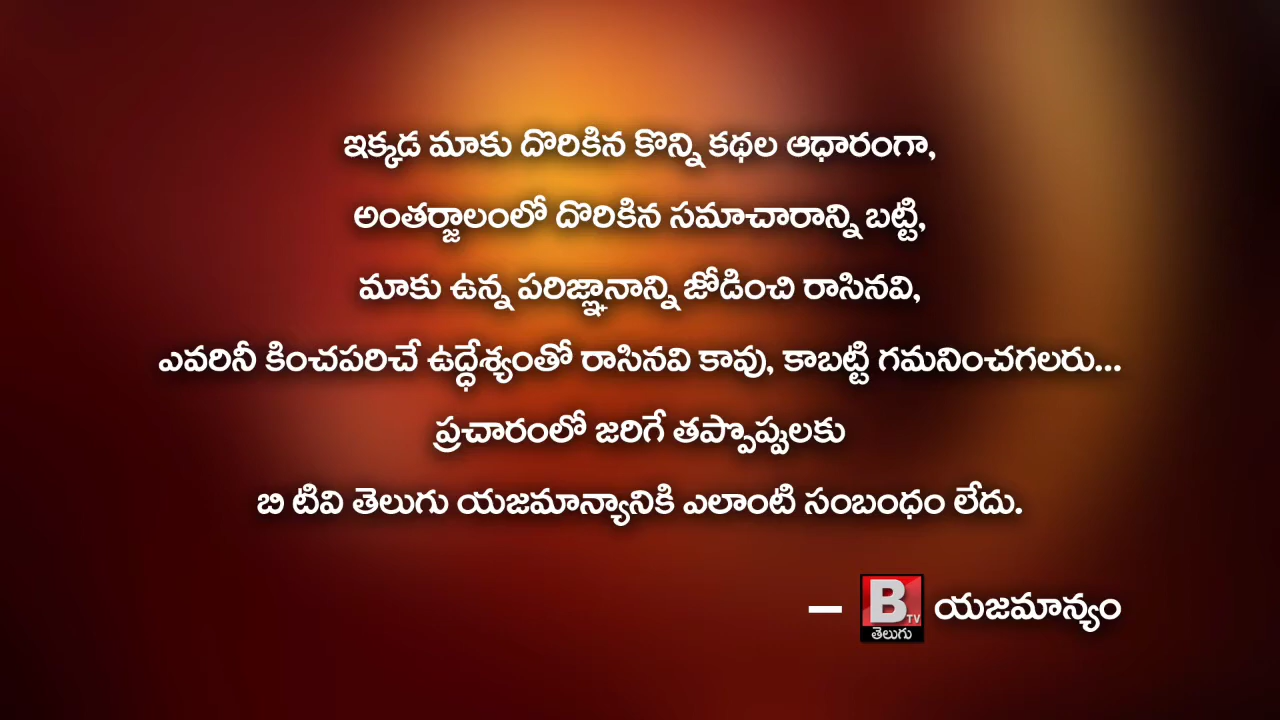 ఇక్కడ మాకు దొరికిన కొన్ని కథల ఆధారంగా,
అంతర్జాలంలో దొరికిన సమాచారాన్ని బట్టి,
మాకు ఉన్న పరిజ్ఞానాన్ని జోడించి రాసినవి,
ఎవరినీ కించపరిచే ఉద్ధేశ్యంతో రాసినవి కావు, కాబట్టి గమనించగలరు...
ప్రచారంలో జరిగే తప్పొప్పులకు
బి టివి తెలుగు యజమాన్యానికి ఎలాంటి సంబంధం లేదు.
– B TV తెలుగు యజమాన్యం